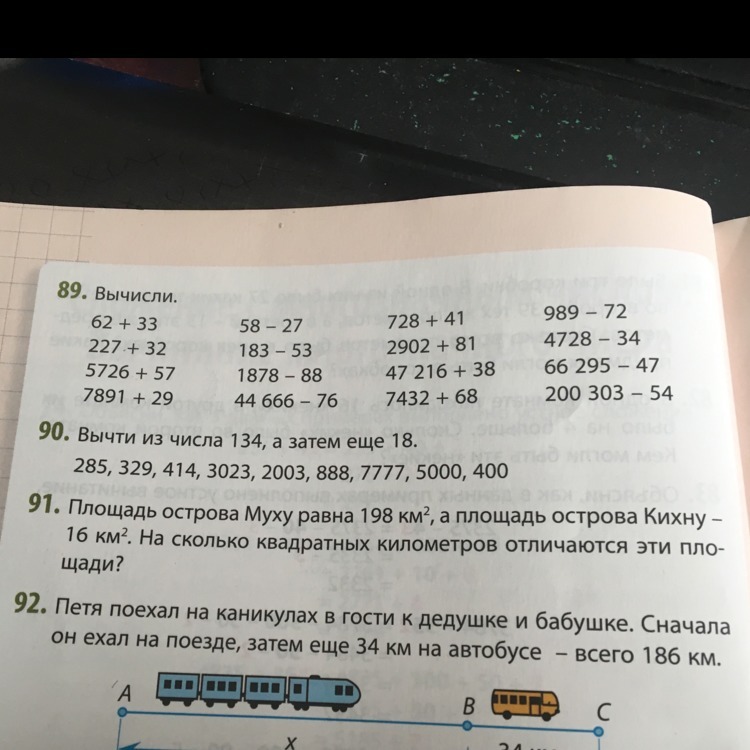 89. Вычисли.
62 + 33 58 – 27 728 + 41 989 – 72
227 + 32 183 – 53 2902 + 81 4728 – 34
5726 + 57 1878 – 88 47 216 + 38 66 295 – 47
7891 + 29 44 666 – 76 7432 + 68 200 303 – 54
90. Вычти из числа 134, а затем еще 18.
285, 329, 414, 3023, 2003, 888, 7777, 5000, 400
91. Площадь острова Муху равна 198 км², а площадь острова Кихну –
16 км². На сколько квадратных километров отличаются эти пло-
щади?
92. Петя поехал на каникулах в гости к дедушке и бабушке. Сначала
он ехал на поезде, затем еще 34 км на автобусе – всего 186 км.
A B C
x 34 км